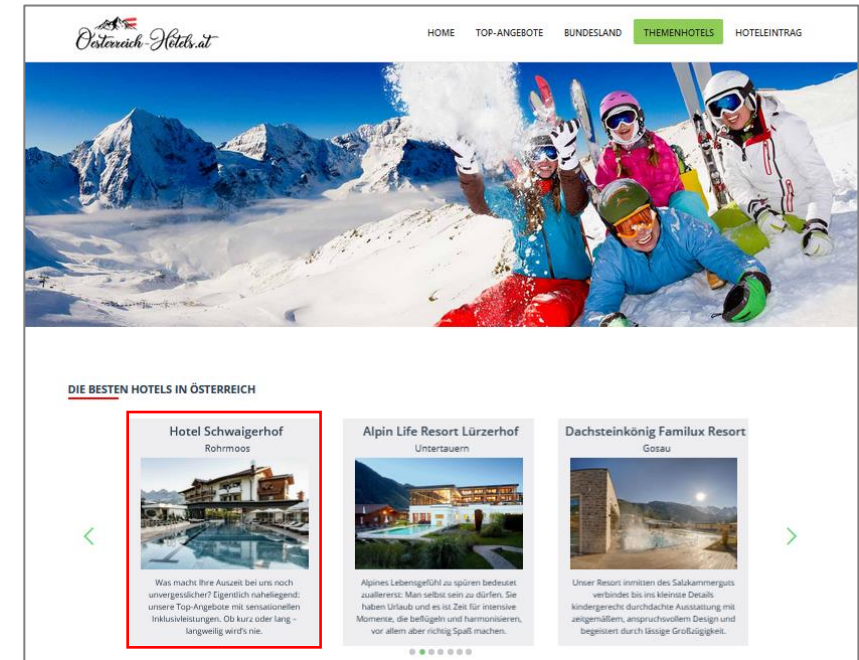 Oesterreich-Hotels.at
HOME TOP-ANGEBOTE BUNDESLAND THEMENHOTELS HOTELEINTRAG
DIE BESTEN HOTELS IN ÖSTERREICH
Hotel Schwaigerhof
Rohrmoos
Was macht Ihre Auszeit bei uns noch
unvergesslicher? Eigentlich naheliegend:
unsere Top-Angebote mit sensationellen
Inklusivleistungen. Ob kurz oder lang –
langweilig wird's nie.
Alpin Life Resort Lürzerhof
Untertauern
Alpines Lebensgefühl zu spüren bedeutet
zuallererst: Man selbst sein zu dürfen. Sie
haben Urlaub und es ist Zeit für intensive
Momente, die beflügeln und harmonisieren,
vor allem aber richtig Spaß machen.
Dachsteinkönig Familux Resort
Gosau
Unser Resort inmitten des Salzkammerguts
verbindet bis ins kleinste Details
kindergerecht durchdachte Ausstattung mit
zeitgemäßem, anspruchsvollem Design und
begeistert durch lässige Großzügigkeit.